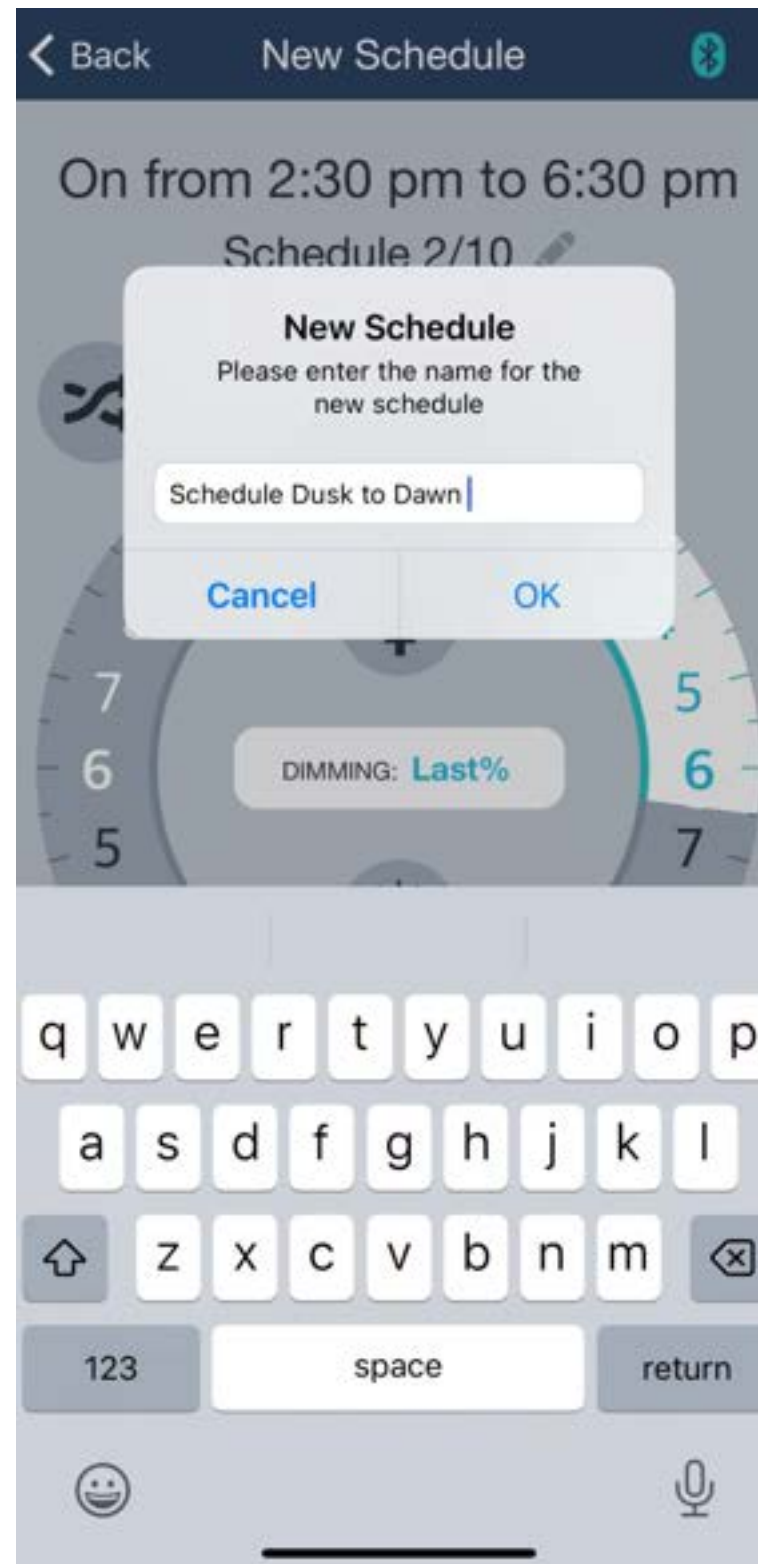 Back New Schedule
On from 2:30 pm to 6:30 pm
Schedule 2/10
New Schedule
Please enter the name for the
new schedule
Schedule Dusk to Dawn
Cancel OK
7 5
6 DIMMING: Last% 6
5 7
q w e r t y u i o p
a s d f g h j k l
z x c v b n m
123 space return